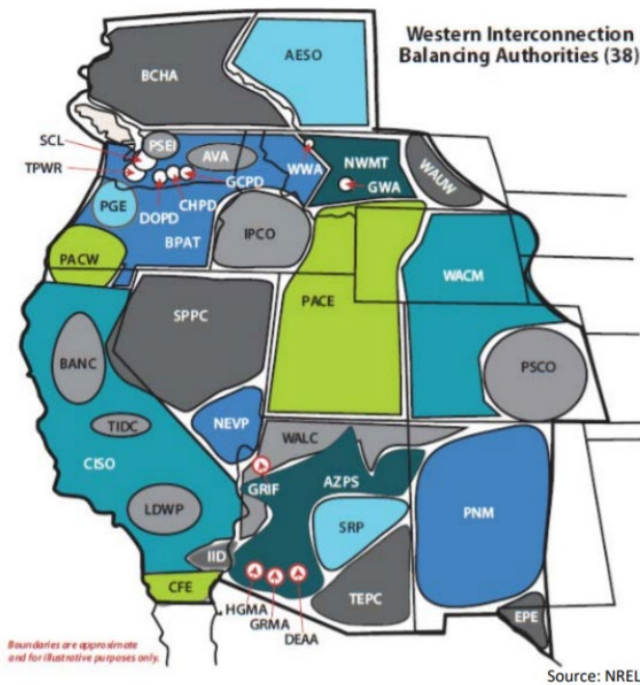 Western Interconnection
Balancing Authorities (38)
AESO
BCHA
SCL
PSEI
AVA
TPWR
WWA
NWMT
WAUW
GCPD
GWA
PGE
CHPD
DOPD
BPAT
IPCO
PACW
PACE
WACM
SPPC
BANC
PSCO
TIDC
NEVP
WALC
CISO
GRIF
AZPS
LDWP
SRP
PNM
IID
CFE
TEPC
HGMA
GRMA
DEAA
EPE
Boundaries are approximate
and for illustrative purposes only.
Source: NREL